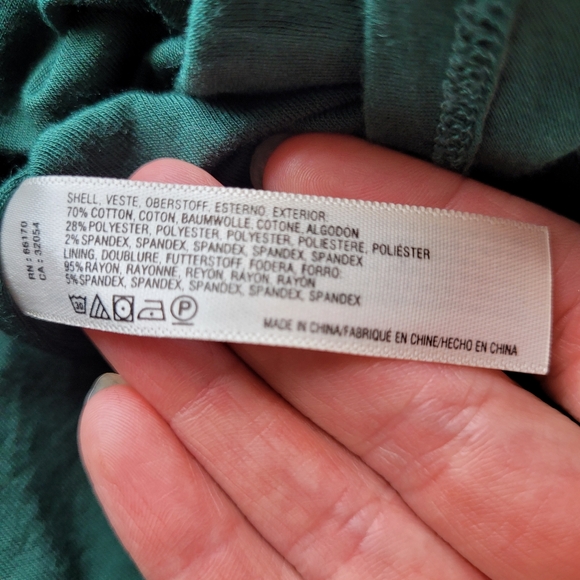 RN: 66170
CA: 32054
SHELL, VESTE, OBERSTOFF, ESTERNO, EXTERIOR:
70% COTTON, COTON, BAUMWOLLE, COTONE, ALGODON
28% POLYESTER, POLYESTER, POLYESTER, POLIESTERE, POLIÉSTER
2% SPANDEX, SPANDEX, SPANDEX, SPANDEX, SPANDEX
LINING, DOUBLURE, FUTTERSTOFF, FODERA, FORRO:
95% RAYON, RAYONNE, REYON, RAYON, RAYON
5% SPANDEX, SPANDEX, SPANDEX, SPANDEX, SPANDEX
30 P
MADE IN CHINA/FABRIQUÉ EN CHINE/HECHO EN CHINA